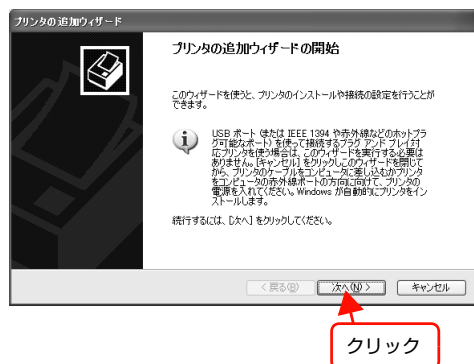 プリンタの追加ウィザード
プリンタの追加ウィザードの開始
このウィザードを使うと、プリンタのインストールや接続の設定を行うことが
できます。
USB ポート (または IEEE 1394 や赤外線などのホットプラ
グ可能なポート) を使って接続するプラグ アンド プレイ対
応プリンタを使う場合は、このウィザードを実行する必要は
ありません。[キャンセル] をクリックしてこのウィザードを閉じて
から、プリンタのケーブルをコンピュータに差し込むかプリンタ
をコンピュータの赤外線ポートの方向に向けて、プリンタの
電源を入れてください。Windows が自動的にプリンタをイン
ストールします。
続行するには、[次へ] をクリックしてください。
< 戻る(B)
次へ(N) >
キャンセル
クリック